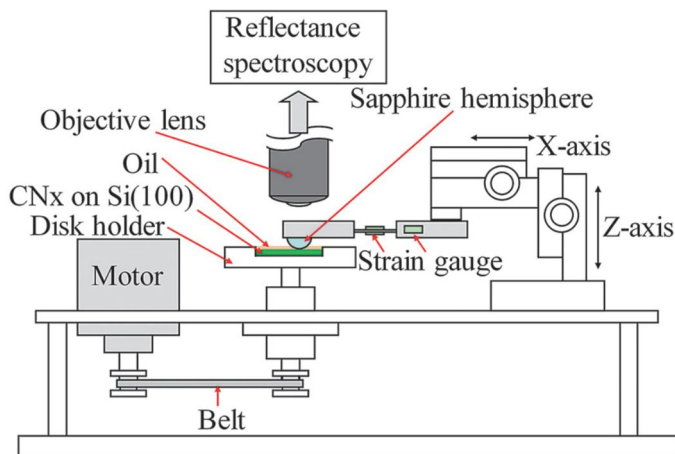 Reflectance
spectroscopy
Sapphire hemisphere
Objective lens
Oil
CNx on Si(100)
Disk holder
Motor
X-axis
Z-axis
Strain gauge
Belt